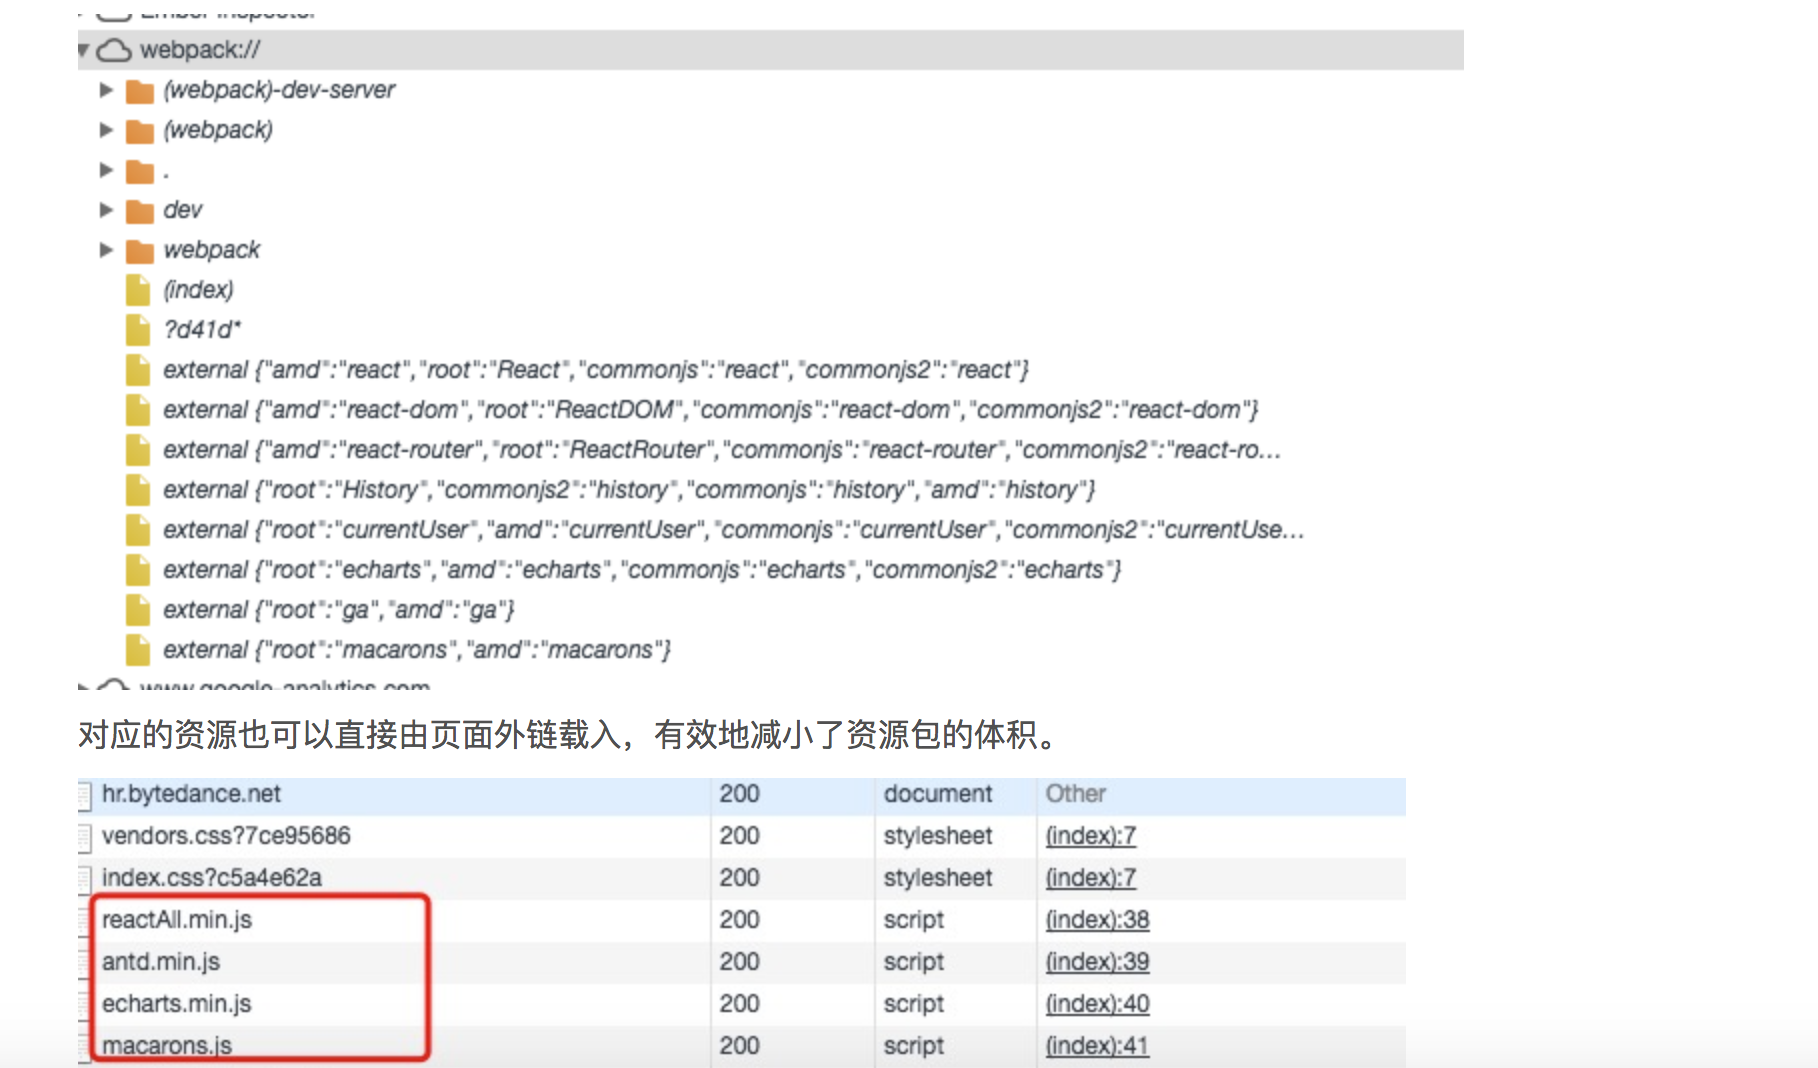 Ember Inspector
webpack://
(webpack)-dev-server
(webpack)
.
dev
webpack
(index)
?d41d*
external {"amd":"react","root":"React","commonjs":"react","commonjs2":"react"}
external {"amd":"react-dom","root":"ReactDOM","commonjs":"react-dom","commonjs2":"react-dom"}
external {"amd":"react-router","root":"ReactRouter","commonjs":"react-router","commonjs2":"react-ro...
external {"root":"History","commonjs2":"history","commonjs":"history","amd":"history"}
external {"root":"currentUser","amd":"currentUser","commonjs":"currentUser","commonjs2":"currentUse...
external {"root":"echarts","amd":"echarts","commonjs":"echarts","commonjs2":"echarts"}
external {"root":"ga","amd":"ga"}
external {"root":"macarons","amd":"macarons"}
www.google-analytics.com
对应的资源也可以直接由页面外链载入，有效地减小了资源包的体积。
hr.bytedance.net 200 document Other
vendors.css?7ce95686 200 stylesheet (index):7
index.css?c5a4e62a 200 stylesheet (index):7
reactAll.min.js 200 script (index):38
antd.min.js 200 script (index):39
echarts.min.js 200 script (index):40
macarons.js 200 script (index):41